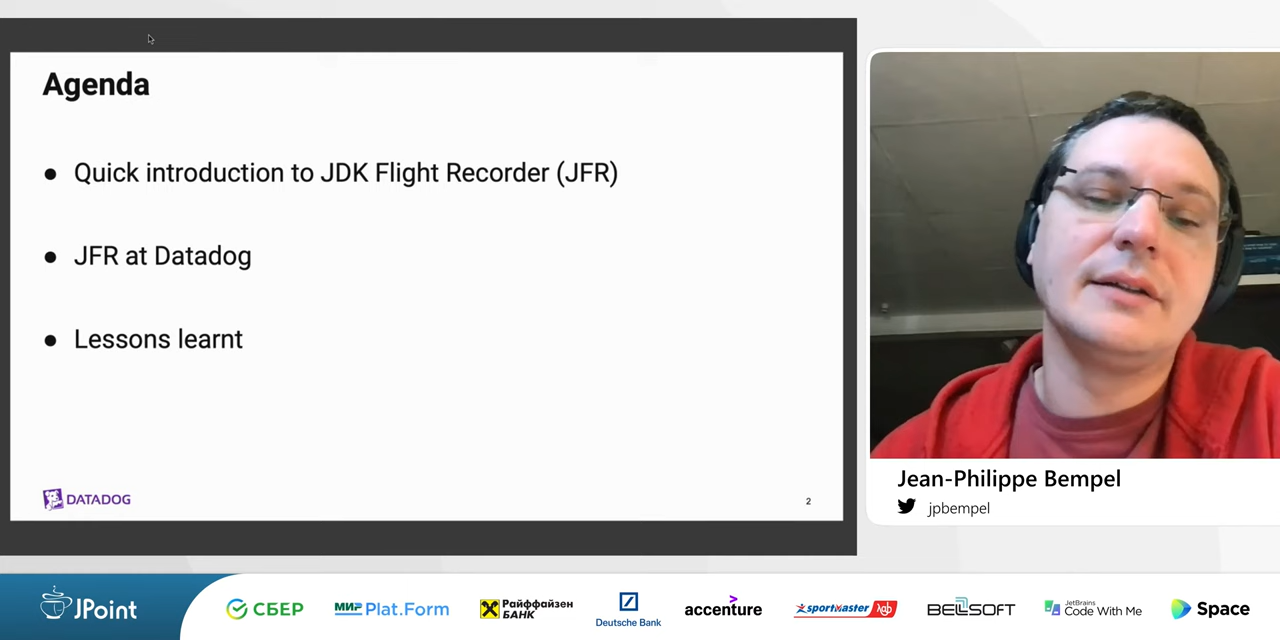 Agenda
● Quick introduction to JDK Flight Recorder (JFR)
● JFR at Datadog
● Lessons learnt
DATADOG
2
Jean-Philippe Bempel
jpbempel
JPoint
СБЕР
МИР Plat.Form
Райффайзен
БАНК
Deutsche Bank
accenture
sportmaster lab
BELLSOFT
JetBrains
Code With Me
Space